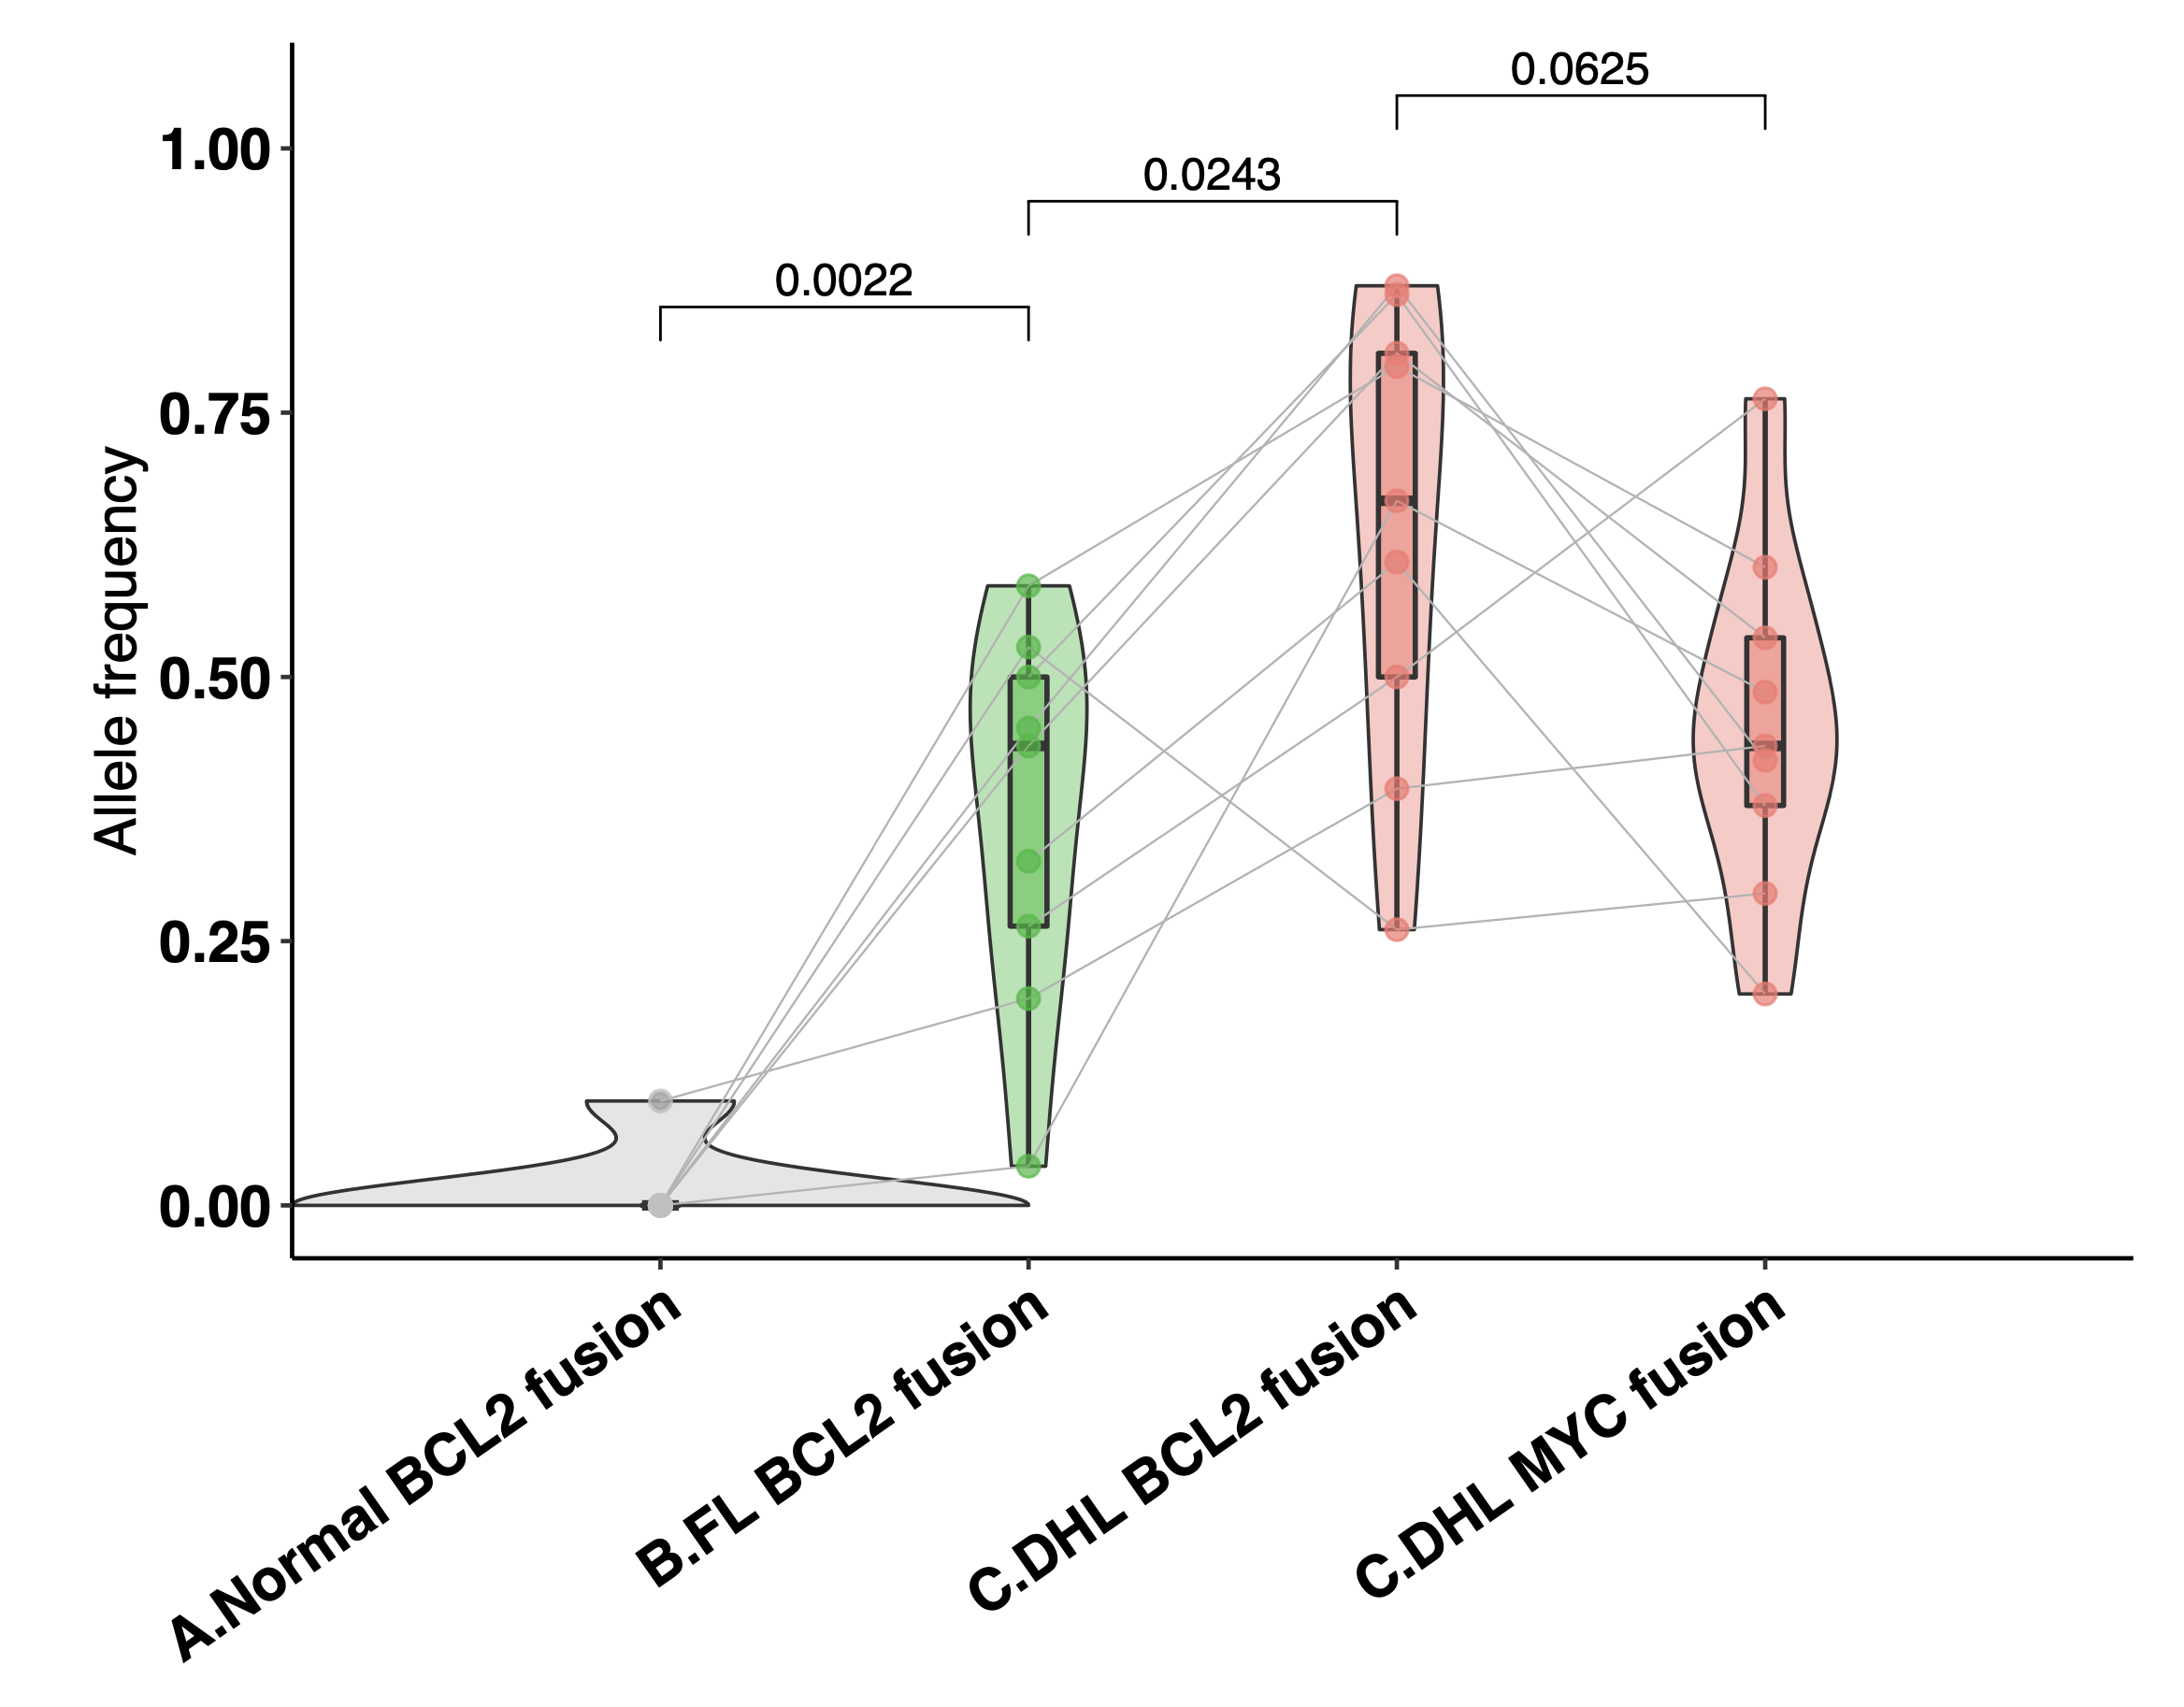 0.0625
1.00
0.0243
0.0022
0.75
Allele frequency
0.50
0.25
0.00
A.Normal BCL2 fusion
B.FL BCL2 fusion
C.DHL BCL2 fusion
C.DHL MYC fusion